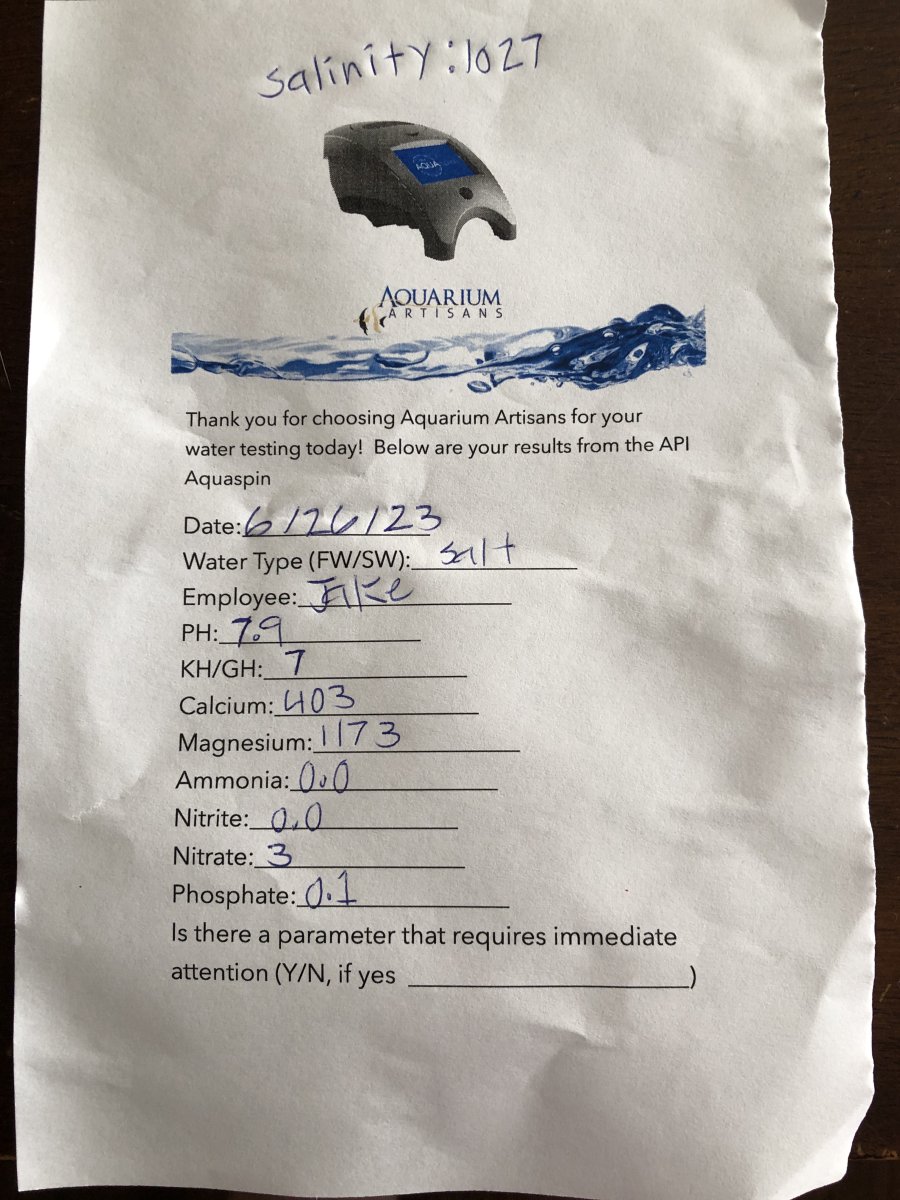 Salinity: 1027
AQUA
AQUARIUM
ARTISANS
Thank you for choosing Aquarium Artisans for your
water testing today! Below are your results from the API
Aquaspin
Date: 6/26/23
Water Type (FW/SW): salt
Employee: Jake
PH: 7.9
KH/GH: 7
Calcium: 403
Magnesium: 1173
Ammonia: 0.0
Nitrite: 0.0
Nitrate: 3
Phosphate: 0.1
Is there a parameter that requires immediate
attention (Y/N, if yes ____________________)